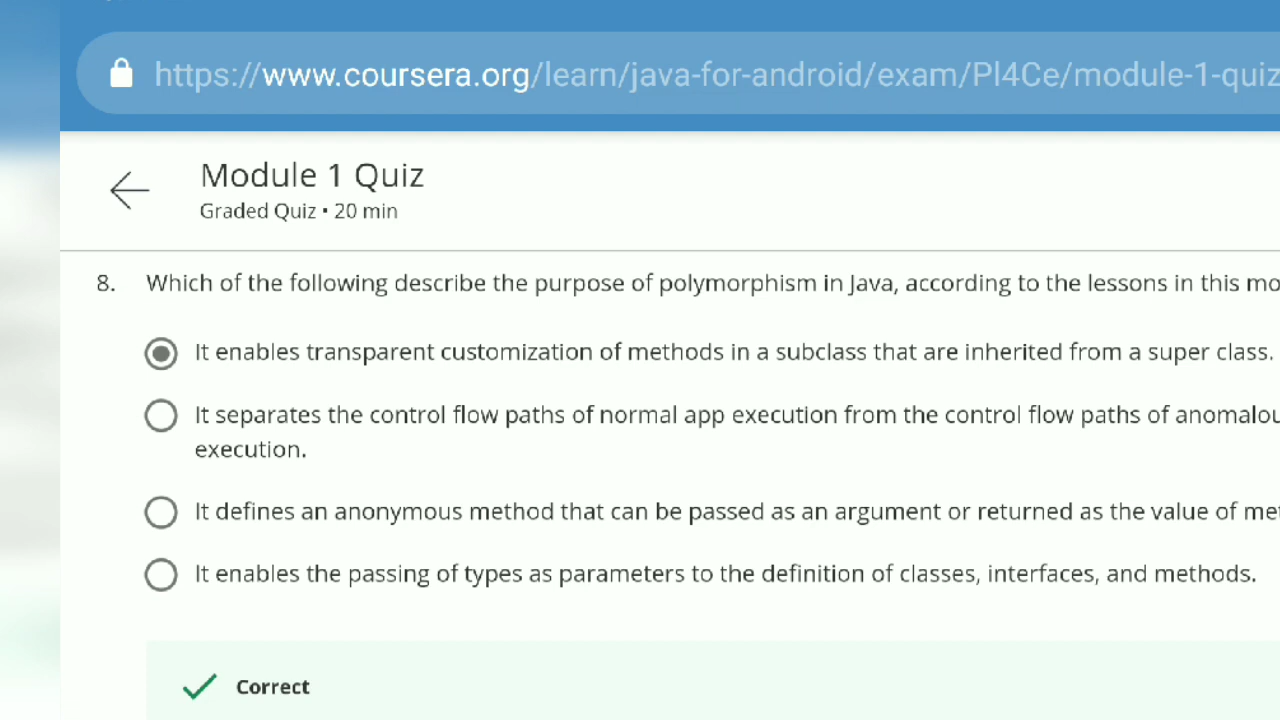 https://www.coursera.org/learn/java-for-android/exam/Pl4Ce/module-1-quiz
Module 1 Quiz
Graded Quiz • 20 min
8. Which of the following describe the purpose of polymorphism in Java, according to the lessons in this
It enables transparent customization of methods in a subclass that are inherited from a super class.
It separates the control flow paths of normal app execution from the control flow paths of
execution.
It defines an anonymous method that can be passed as an argument or returned as the value of
It enables the passing of types as parameters to the definition of classes, interfaces, and methods.
Correct